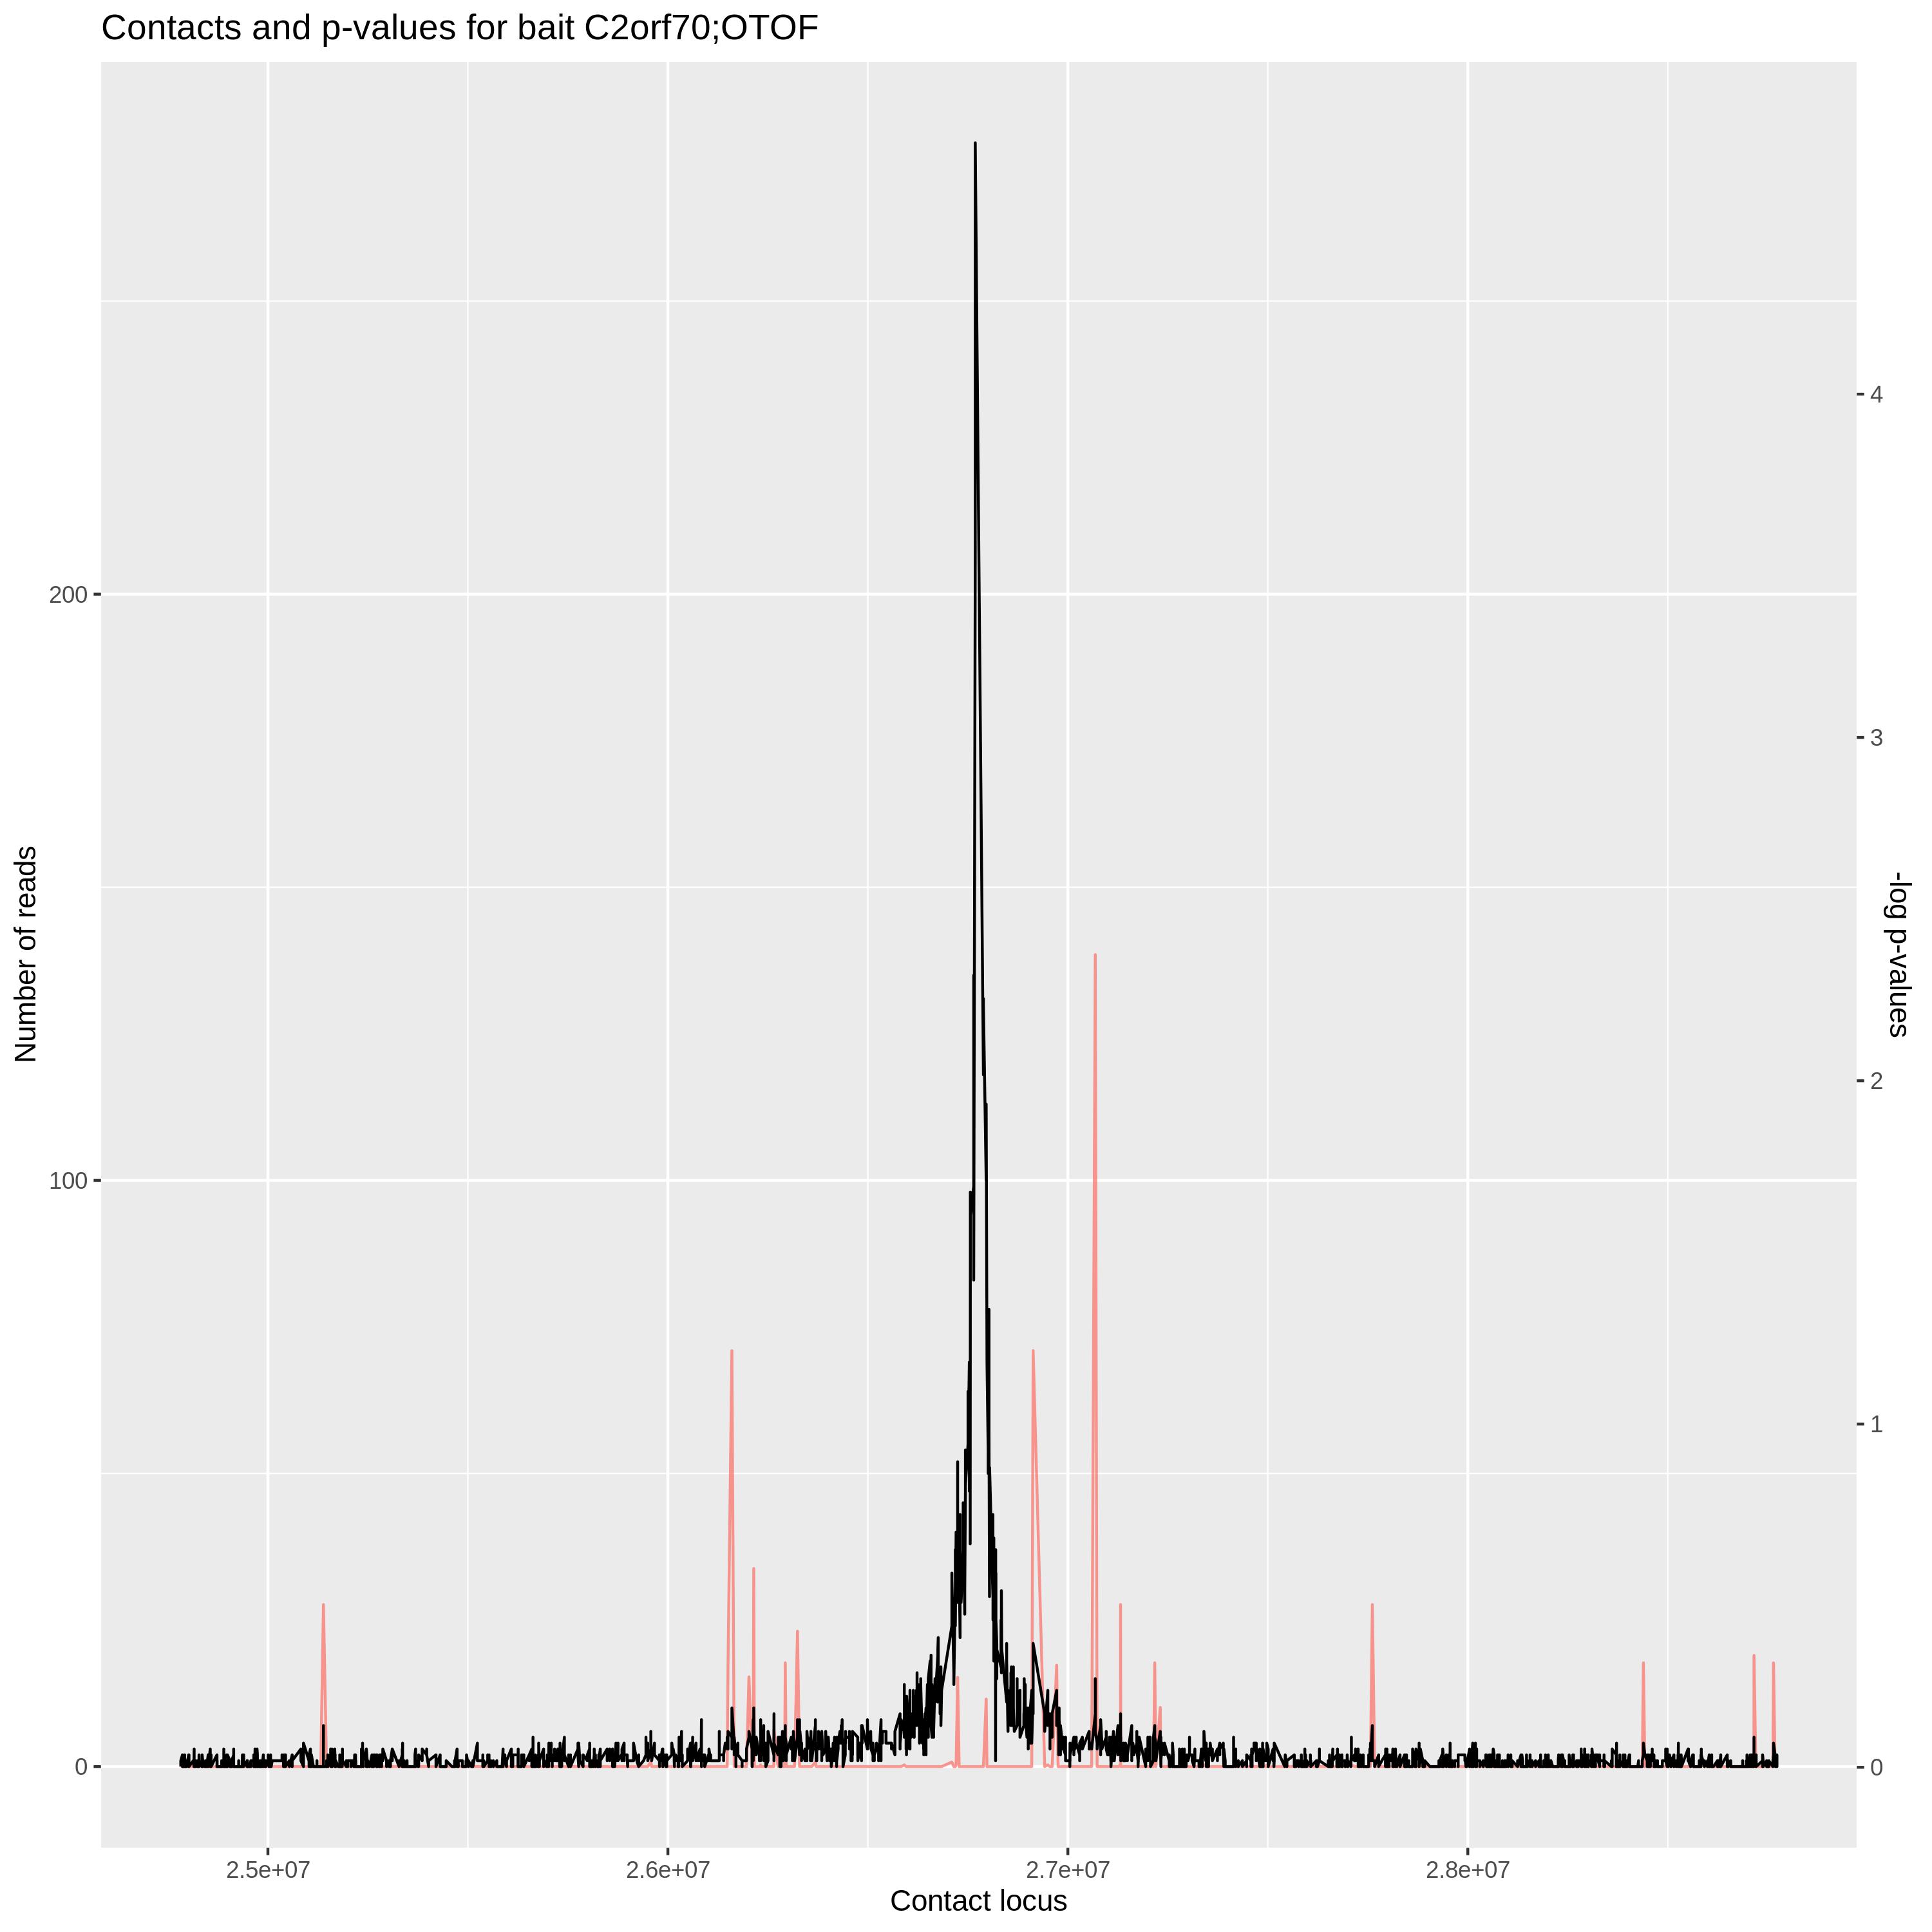 Contacts and p-values for bait C2orf70;OTOF
Number of reads
200
100
0
4
3
2
1
0
-log p-values
2.5e+07 2.6e+07 2.7e+07 2.8e+07
Contact locus